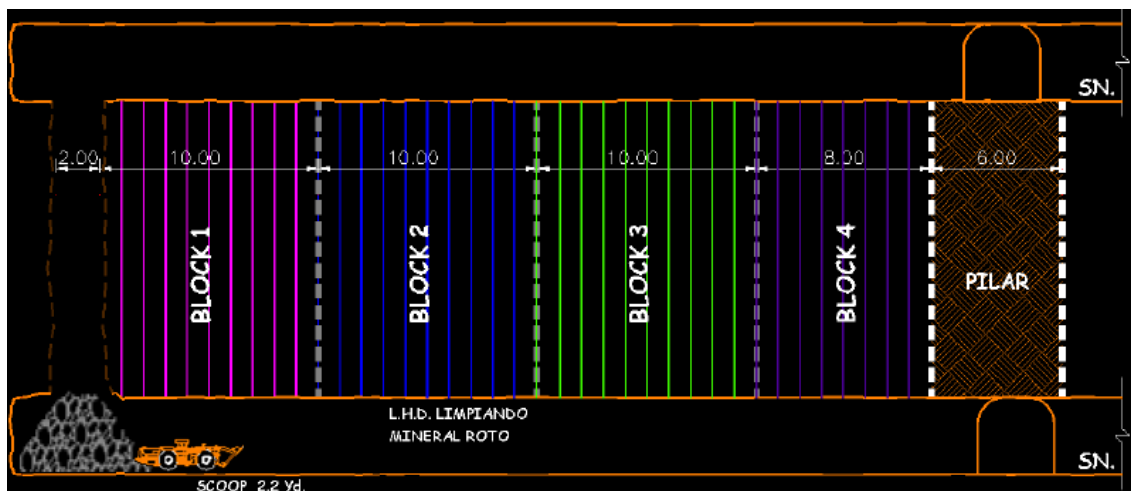 SN.
2.00
10.00
10.00
10.00
8.00
6.00
BLOCK 1
BLOCK 2
BLOCK 3
BLOCK 4
PILAR
L.H.D. LIMPIANDO
MINERAL ROTO
SN.
SCOOP 2.2 Yd.